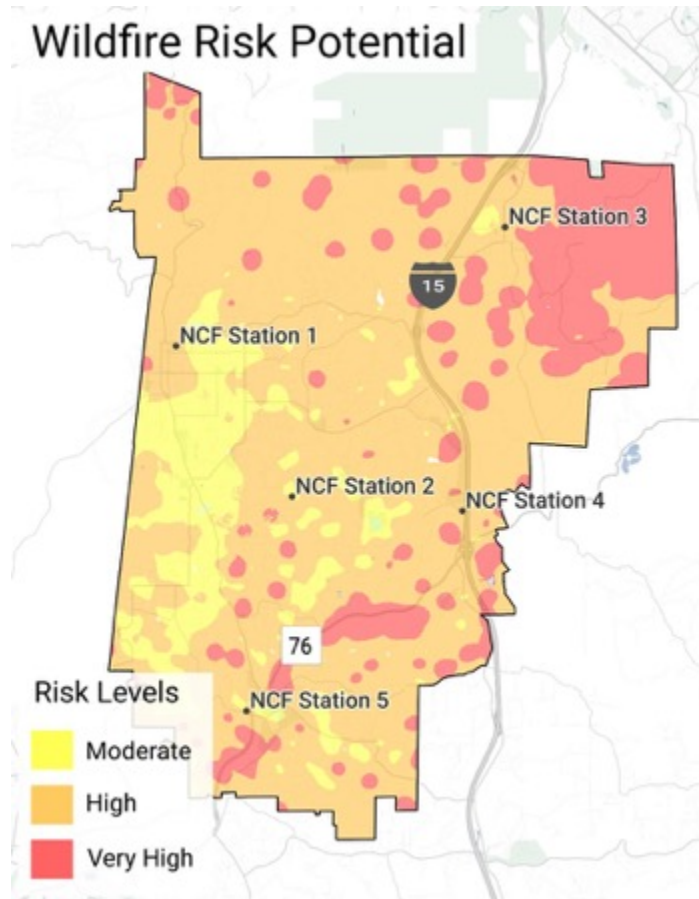 Wildfire Risk Potential
NCF Station 3
15
NCF Station 1
NCF Station 2
NCF Station 4
76
NCF Station 5
Risk Levels
Moderate
High
Very High